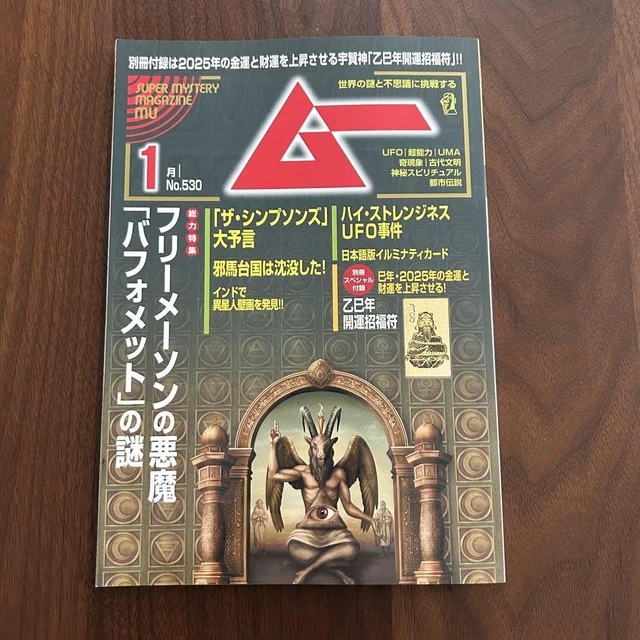 別冊付録は2025年の金運と財運を上昇させる宇賀神「乙巳年開運招福符」!!
SUPER MYSTERY
MAGAZINE
MU
世界の謎と不思議に挑戦する
ムー
UFO|超能力|UMA
奇現象|古代文明
神秘スピリチュアル
都市伝説
1月
No.530
総力特集
フリーメーソンの悪魔
「バフォメット」の謎
「ザ・シンプソンズ」
大予言
邪馬台国は沈没した!
インドで
異星人壁画を発見!!
ハイ・ストレンジネス
UFO事件
日本語版イルミナティカード
別冊
スペシャル
付録
巳年・2025年の金運と
財運を上昇させる!
乙巳年
開運招福符